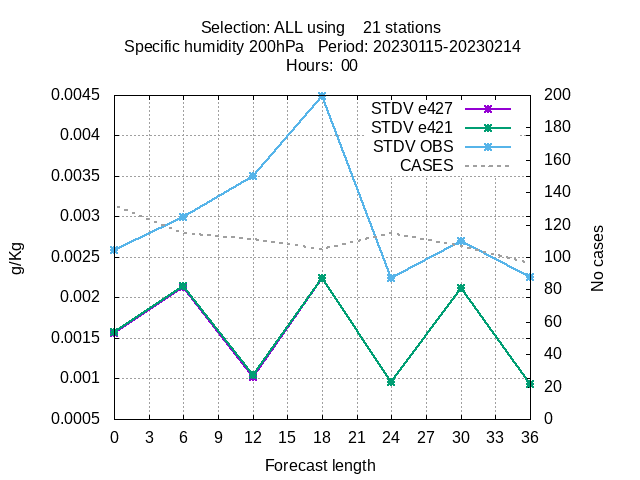 Selection: ALL using    21 stations
Specific humidity 200hPa   Period: 20230115-20230214
Hours:  00
STDV e427
STDV e421
STDV OBS
CASES
0.0045
0.004
0.0035
0.003
0.0025
0.002
0.0015
0.001
0.0005
g/Kg
200
180
160
140
120
100
80
60
40
20
0
No cases
0 3 6 9 12 15 18 21 24 27 30 33 36
Forecast length